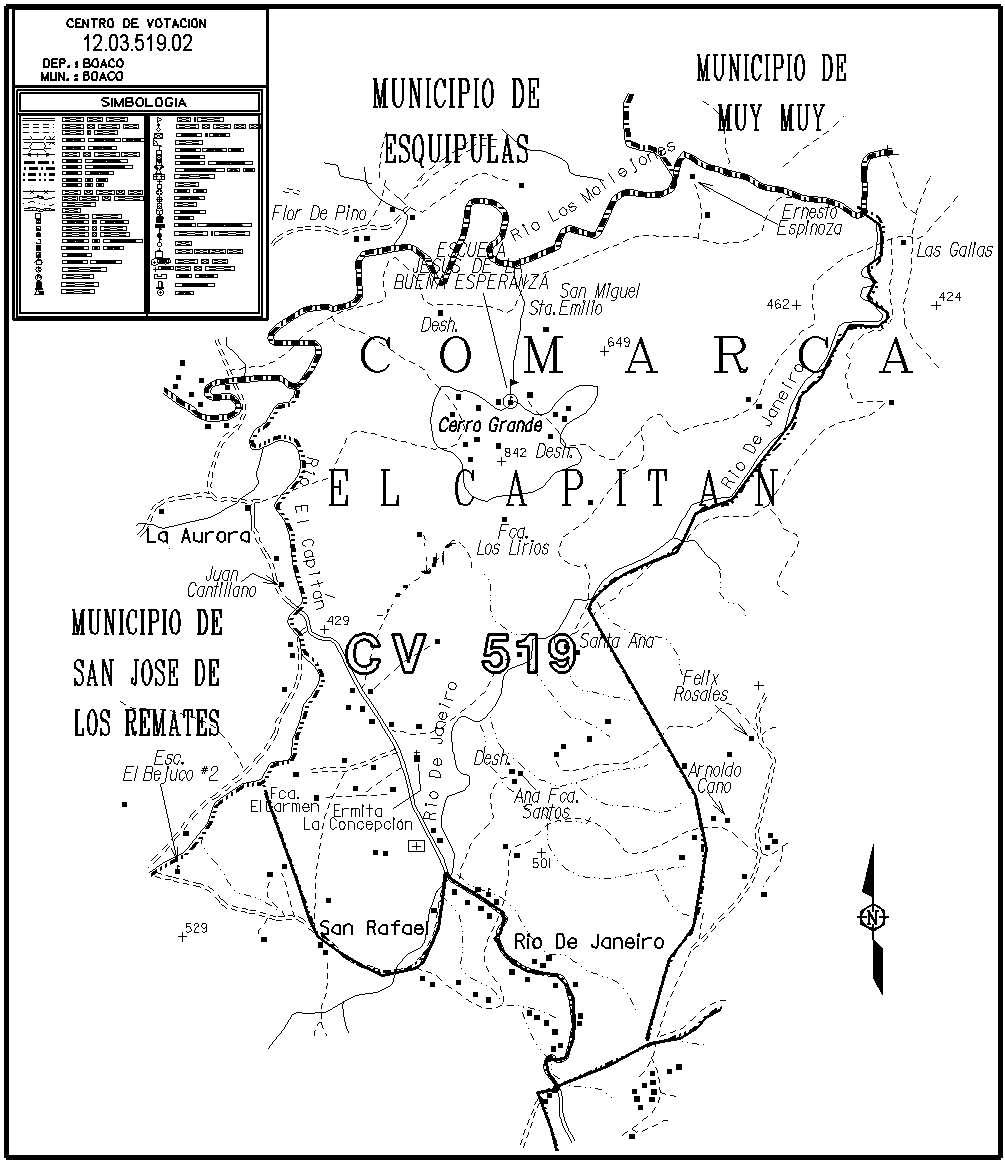 CENTRO DE VOTACION
12.03.519.02
DEP. : BOACO
MUN. : BOACO
SIMBOLOGIA
MUNICIPIO DE
ESQUIPULAS
MUNICIPIO DE
MUY MUY
Rio Los Mollejones
Flor De Pino
Ernesto
Espinoza
Las Gallas
ESCUELA
JESUS DE LA
BUENA ESPERANZA
San Miguel
Sta. Emilio
462
424
Desh.
649
COMARCA
Rio De Janeiro
Cerro Grande
842
Desh.
Rio El Capitan
EL CAPITAN
La Aurora
Fca.
Los Lirios
Juan
Cantillano
MUNICIPIO DE
SAN JOSE DE
LOS REMATES
429
CV 519
Santa Ana
Felix
Rosales
Rio De Janeiro
Esc.
El Bejuco #2
Desh.
Arnoldo
Cano
Fca.
El Carmen
Ermita
La Concepción
Ana Fca.
Santos
501
N
529
San Rafael
Rio De Janeiro